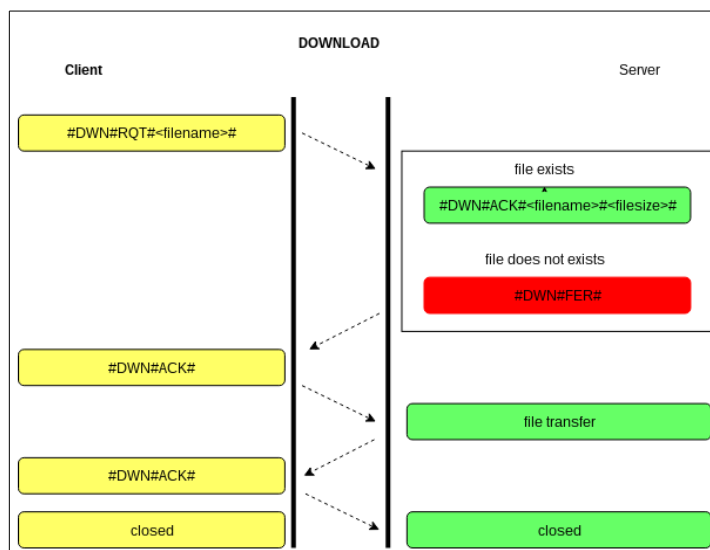 DOWNLOAD
Client
Server
#DWN#RQT#<filename>#
file exists
#DWN#ACK#<filename>#<filesize>#
file does not exists
#DWN#FER#
#DWN#ACK#
file transfer
#DWN#ACK#
closed
closed